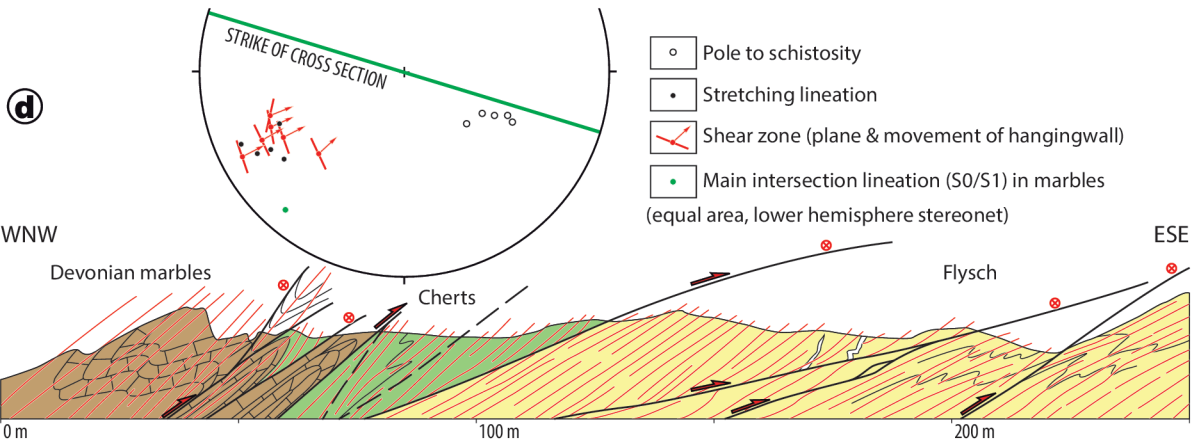 d
STRIKE OF CROSS SECTION
Pole to schistosity
Stretching lineation
Shear zone (plane & movement of hangingwall)
Main intersection lineation (S0/S1) in marbles
(equal area, lower hemisphere stereonet)
WNW
ESE
Devonian marbles
Cherts
Flysch
0 m
100 m
200 m